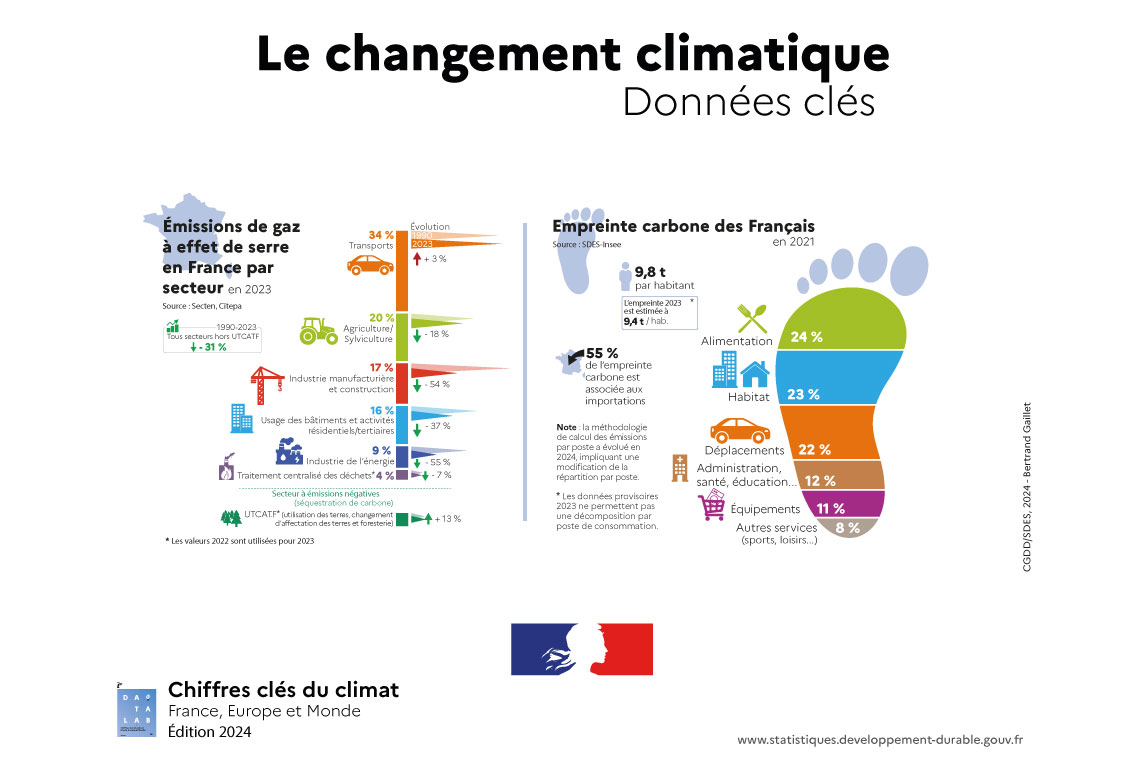 Le changement climatique
Données clés
Émissions de gaz
à effet de serre
en France par
secteur en 2023
Source : Secten, Citepa
1990-2023
Tous secteurs hors UTCATF
- 31 %
Évolution
1990
2023
34 %
Transports
+ 3 %
20 %
Agriculture/
Sylviculture
- 18 %
17 %
Industrie manufacturière
et construction
- 54 %
16 %
Usage des bâtiments et activités
résidentiels/tertiaires
- 37 %
9 %
Industrie de l'énergie
- 55 %
Traitement centralisé des déchets* 4 %
- 7 %
Secteur à émissions négatives
(séquestration de carbone)
UTCATF* (utilisation des terres, changement
d'affectation des terres et foresterie)
+ 13 %
* Les valeurs 2022 sont utilisées pour 2023
Empreinte carbone des Français
en 2021
Source : SDES-Insee
9,8 t
par habitant
L'empreinte 2023 *
est estimée à
9,4 t / hab.
55 %
de l'empreinte
carbone est
associée aux
importations
Note : la méthodologie
de calcul des émissions
par poste a évolué en
2024, impliquant une
modification de la
répartition par poste.
* Les données provisoires
2023 ne permettent pas
une décomposition par
poste de consommation.
Alimentation
24 %
Habitat
23 %
Déplacements
22 %
Administration,
santé, éducation...
12 %
Équipements
11 %
Autres services
(sports, loisirs...)
8 %
CGDD/SDES, 2024 - Bertrand Gaillet
DATALAB
Chiffres clés du climat
France, Europe et Monde
Édition 2024
www.statistiques.developpement-durable.gouv.fr